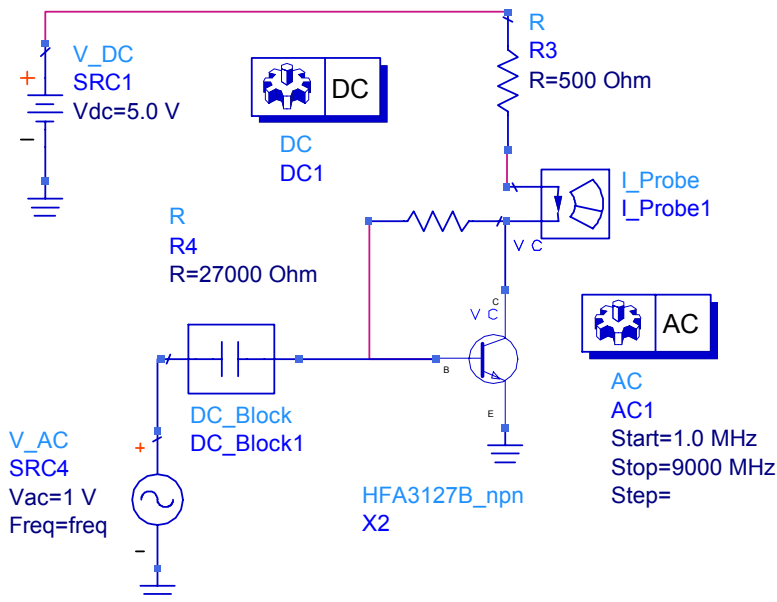 R
R3
R=500 Ohm
V_DC
SRC1
Vdc=5.0 V
+
−
DC
DC
DC1
I_Probe
I_Probe1
R
R4
R=27000 Ohm
V C
C
V C
B
E
AC
AC
AC1
Start=1.0 MHz
Stop=9000 MHz
Step=
DC_Block
DC_Block1
V_AC
SRC4
Vac=1 V
Freq=freq
+
−
HFA3127B_npn
X2